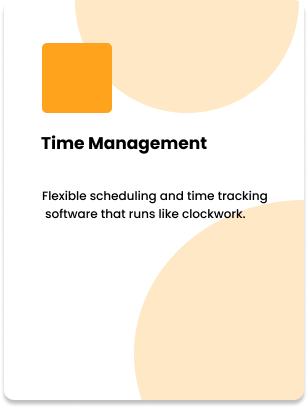 Time Management
Flexible scheduling and time tracking
software that runs like clockwork.